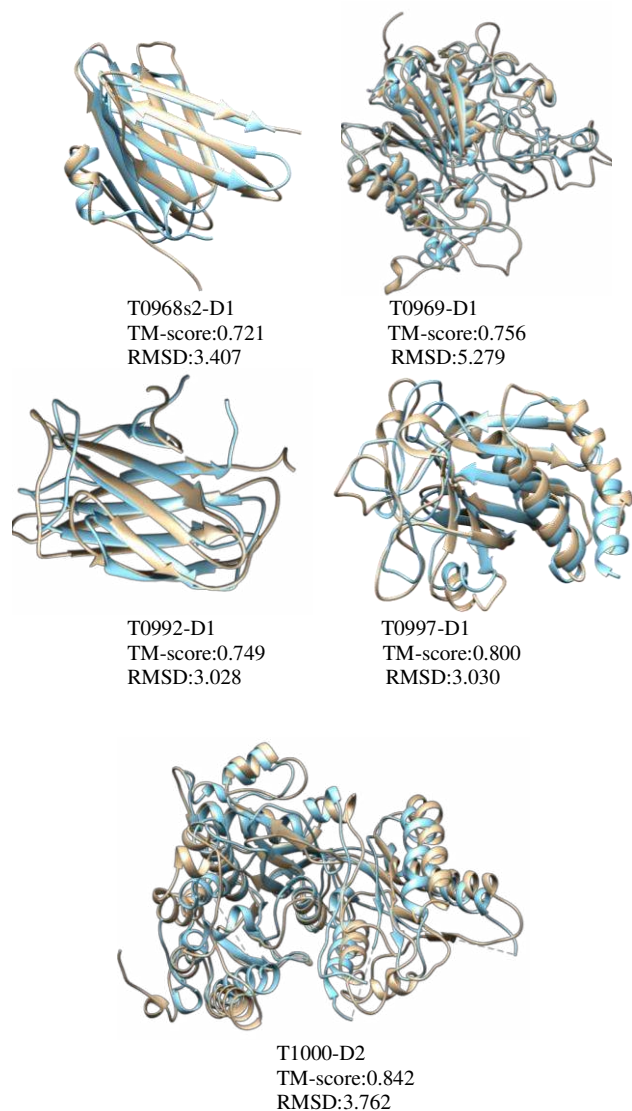 T0968s2-D1
TM-score:0.721
RMSD:3.407
T0969-D1
TM-score:0.756
RMSD:5.279
T0992-D1
TM-score:0.749
RMSD:3.028
T0997-D1
TM-score:0.800
RMSD:3.030
T1000-D2
TM-score:0.842
RMSD:3.762